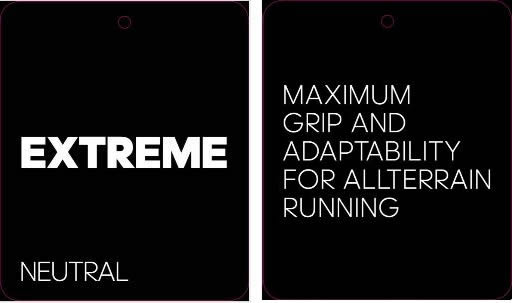 EXTREME
NEUTRAL
MAXIMUM
GRIP AND
ADAPTABILITY
FOR ALLTERRAIN
RUNNING